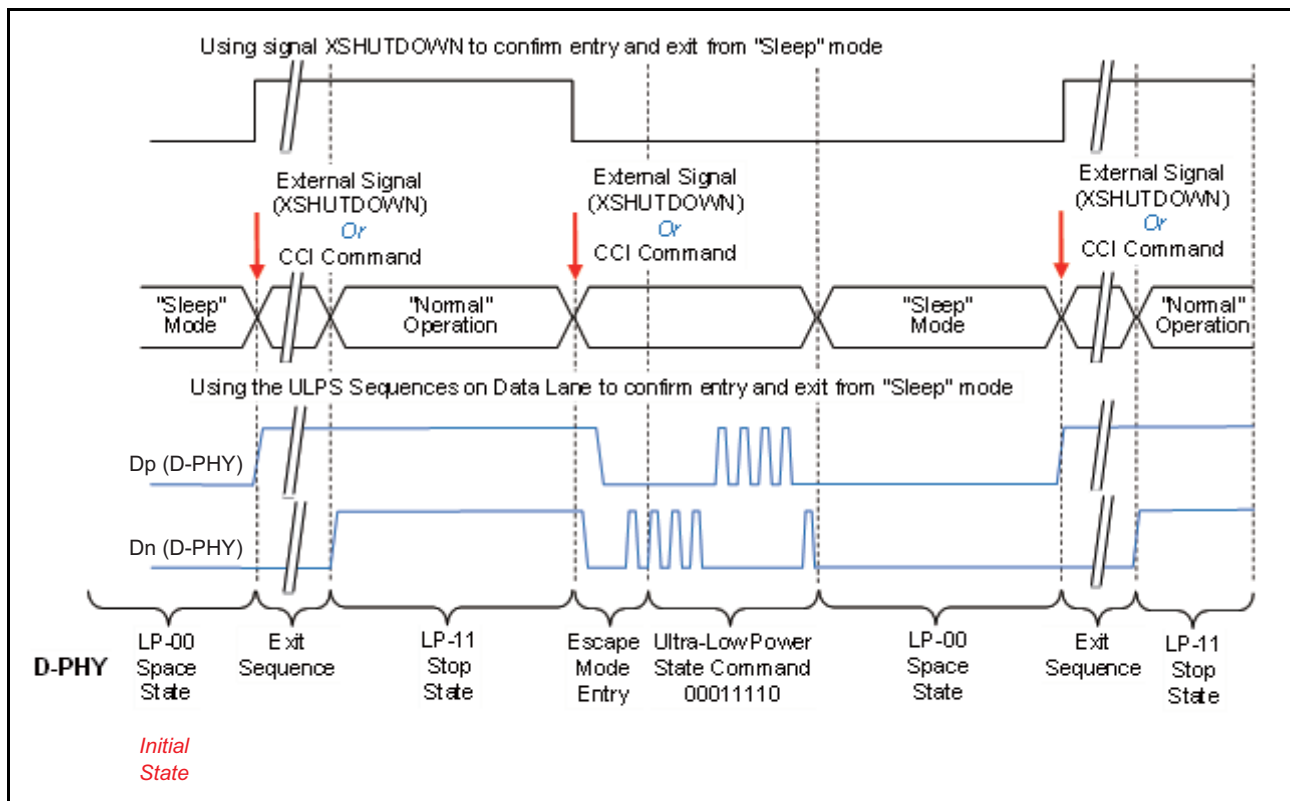 Using signal XSHUTDOWN to confirm entry and exit from "Sleep" mode
External Signal
(XSHUTDOWN)
Or
CCI Command
External Signal
(XSHUTDOWN)
Or
CCI Command
External Signal
(XSHUTDOWN)
Or
CCI Command
"Sleep"
Mode
"Normal"
Operation
"Sleep"
Mode
"Normal"
Operation
Using the ULPS Sequences on Data Lane to confirm entry and exit from "Sleep" mode
Dp (D-PHY)
Dn (D-PHY)
D-PHY
LP-00
Space
State
Exit
Sequence
LP-11
Stop
State
Escape
Mode
Entry
Ultra-Low Power
State Command
00011110
LP-00
Space
State
Exit
Sequence
LP-11
Stop
State
Initial
State